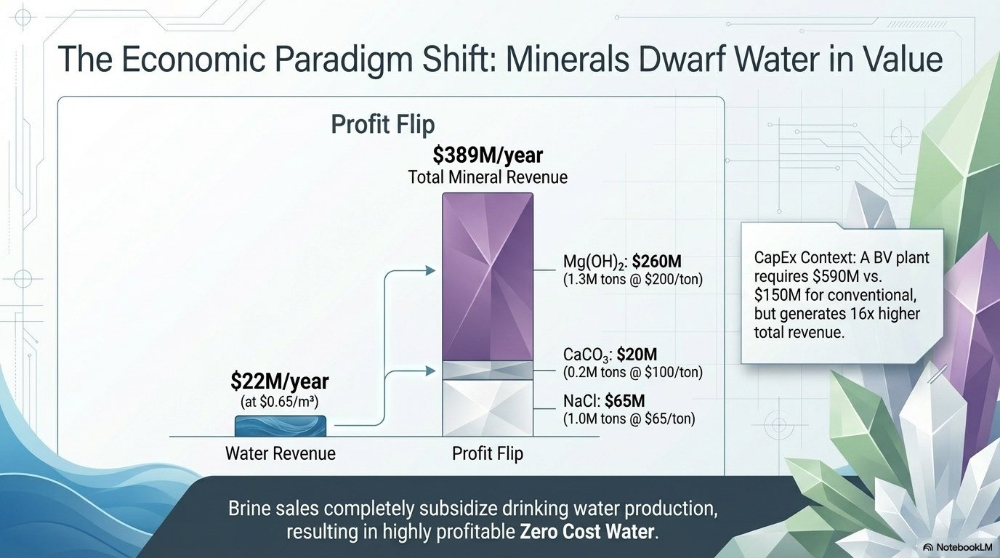 The Economic Paradigm Shift: Minerals Dwarf Water in Value
Profit Flip
$389M/year
Total Mineral Revenue
Mg(OH)₂: $260M
(1.3M tons @ $200/ton)
CaCO₃: $20M
(0.2M tons @ $100/ton)
NaCl: $65M
(1.0M tons @ $65/ton)
$22M/year
(at $0.65/m³)
Water Revenue
Profit Flip
CapEx Context: A BV plant
requires $590M vs.
$150M for conventional,
but generates 16x higher
total revenue.
Brine sales completely subsidize drinking water production,
resulting in highly profitable Zero Cost Water.
NotebookLM